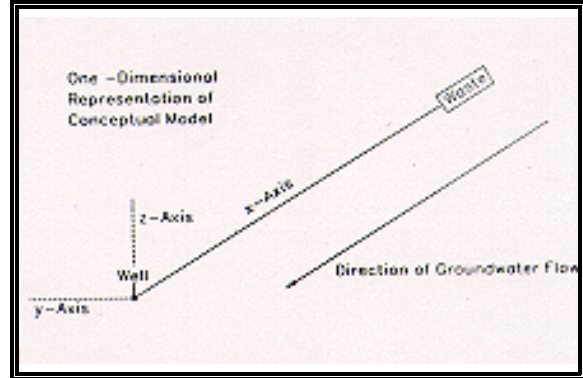 One-Dimensional
Representation of
Conceptual Model
Waste
x-Axis
z-Axis
Well
Direction of Groundwater Flow
y-Axis